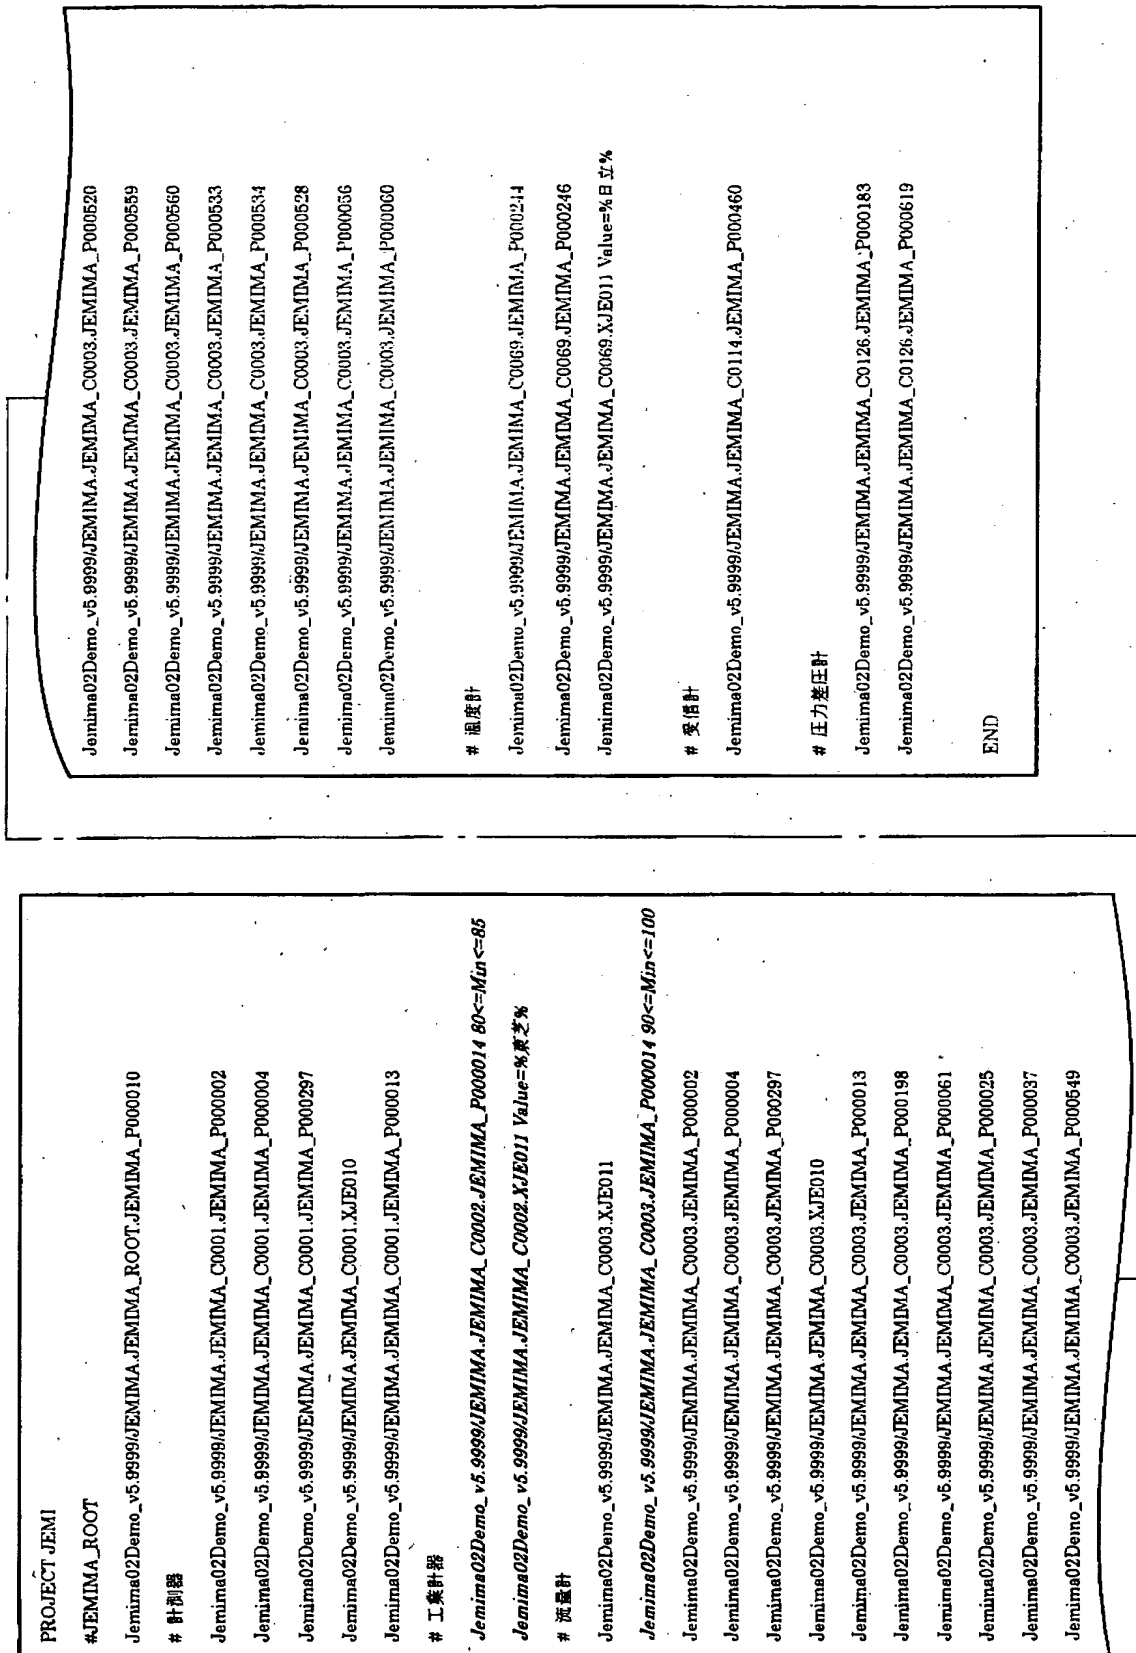 PROJECT JEMI
#JEMIMA_ROOT
Jemima02Demo_v5.9999/JEMIMA.JEMIMA_ROOT.JEMIMA_P000010
# 計測器
Jemima02Demo_v5.9999/JEMIMA.JEMIMA_C0001.JEMIMA_P000002
Jemima02Demo_v5.9999/JEMIMA.JEMIMA_C0001.JEMIMA_P000004
Jemima02Demo_v5.9999/JEMIMA.JEMIMA_C0001.JEMIMA_P000297
Jemima02Demo_v5.9999/JEMIMA.JEMIMA_C0001.XJE010
Jemima02Demo_v5.9999/JEMIMA.JEMIMA_C0001.JEMIMA_P000013
# 工業計器
Jemima02Demo_v5.9999/JEMIMA.JEMIMA_C0002.JEMIMA_P000014 80<=Min<=85
Jemima02Demo_v5.9999/JEMIMA.JEMIMA_C0002.XJE011 Value=%東芝%
# 流量計
Jemima02Demo_v5.9999/JEMIMA.JEMIMA_C0003.XJE011
Jemima02Demo_v5.9999/JEMIMA.JEMIMA_C0003.JEMIMA_P000014 90<=Min<=100
Jemima02Demo_v5.9999/JEMIMA.JEMIMA_C0003.JEMIMA_P000002
Jemima02Demo_v5.9999/JEMIMA.JEMIMA_C0003.JEMIMA_P000004
Jemima02Demo_v5.9999/JEMIMA.JEMIMA_C0003.JEMIMA_P000297
Jemima02Demo_v5.9999/JEMIMA.JEMIMA_C0003.XJE010
Jemima02Demo_v5.9999/JEMIMA.JEMIMA_C0003.JEMIMA_P000013
Jemima02Demo_v5.9999/JEMIMA.JEMIMA_C0003.JEMIMA_P000198
Jemima02Demo_v5.9999/JEMIMA.JEMIMA_C0003.JEMIMA_P000061
Jemima02Demo_v5.9999/JEMIMA.JEMIMA_C0003.JEMIMA_P000025
Jemima02Demo_v5.9999/JEMIMA.JEMIMA_C0003.JEMIMA_P000037
Jemima02Demo_v5.9999/JEMIMA.JEMIMA_C0003.JEMIMA_P000549
Jemima02Demo_v5.9999/JEMIMA.JEMIMA_C0003.JEMIMA_P000520
Jemima02Demo_v5.9999/JEMIMA.JEMIMA_C0003.JEMIMA_P000559
Jemima02Demo_v5.9999/JEMIMA.JEMIMA_C0003.JEMIMA_P000560
Jemima02Demo_v5.9999/JEMIMA.JEMIMA_C0003.JEMIMA_P000533
Jemima02Demo_v5.9999/JEMIMA.JEMIMA_C0003.JEMIMA_P000534
Jemima02Demo_v5.9999/JEMIMA.JEMIMA_C0003.JEMIMA_P000528
Jemima02Demo_v5.9999/JEMIMA.JEMIMA_C0003.JEMIMA_P000056
Jemima02Demo_v5.9999/JEMIMA.JEMIMA_C0003.JEMIMA_P000060
# 温度計
Jemima02Demo_v5.9999/JEMIMA.JEMIMA_C0069.JEMIMA_P000244
Jemima02Demo_v5.9999/JEMIMA.JEMIMA_C0069.JEMIMA_P000246
Jemima02Demo_v5.9999/JEMIMA.JEMIMA_C0069.XJE011 Value=%日立%
# 受信計
Jemima02Demo_v5.9999/JEMIMA.JEMIMA_C0114.JEMIMA_P000460
# 圧力差圧計
Jemima02Demo_v5.9999/JEMIMA.JEMIMA_C0126.JEMIMA_P000183
Jemima02Demo_v5.9999/JEMIMA.JEMIMA_C0126.JEMIMA_P000619
END